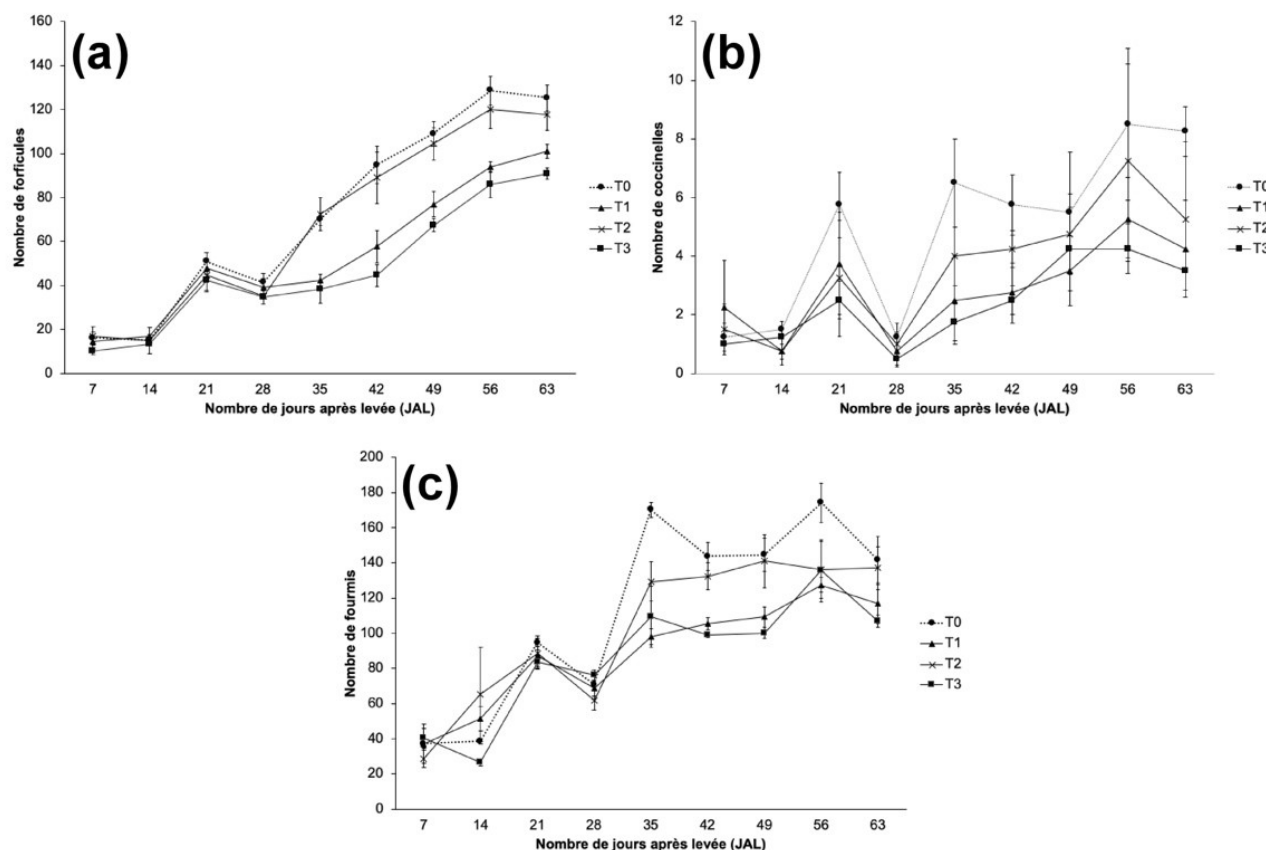 (a)
Nombre de forficules
160
140
120
100
80
60
40
20
0
7 14 21 28 35 42 49 56 63
Nombre de jours après levée (JAL)
T0
T1
T2
T3
(b)
Nombre de coccinelles
12
10
8
6
4
2
0
7 14 21 28 35 42 49 56 63
Nombre de jours après levée (JAL)
T0
T1
T2
T3
(c)
Nombre de fourmis
200
180
160
140
120
100
80
60
40
20
0
7 14 21 28 35 42 49 56 63
Nombre de jours après levée (JAL)
T0
T1
T2
T3